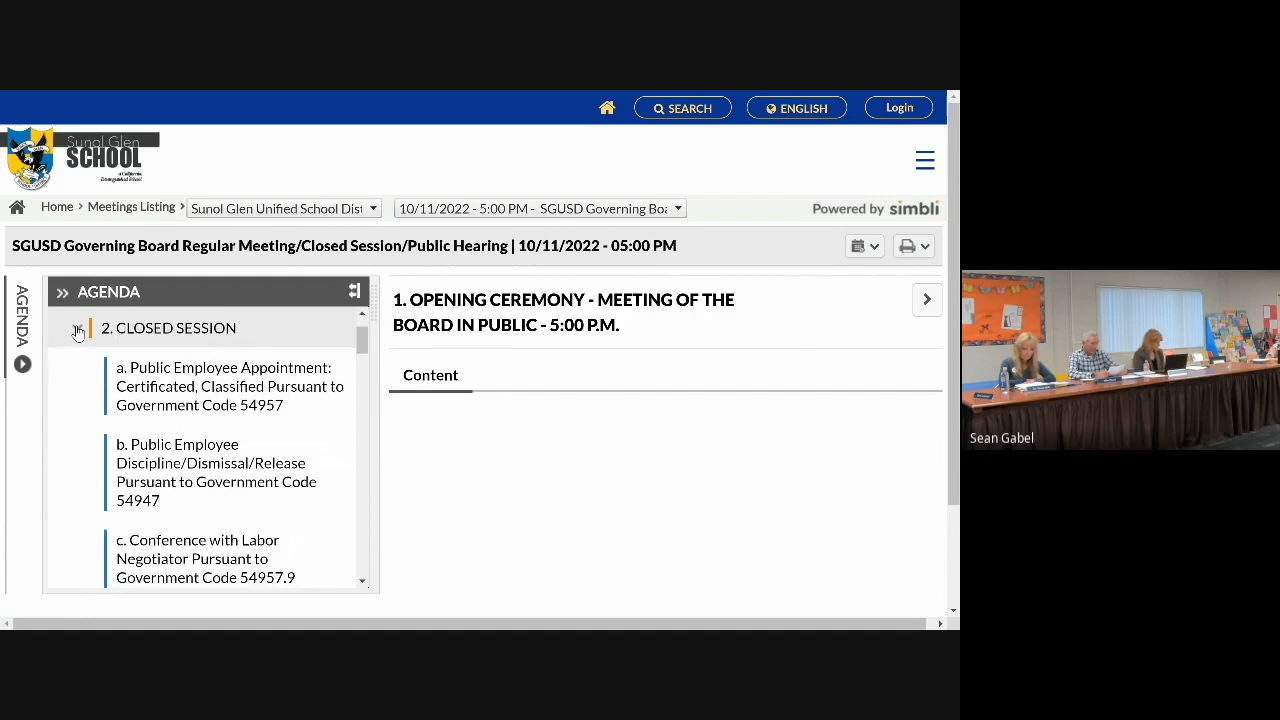 SEARCH
ENGLISH
Login
Sunol Glen
SCHOOL
a California
Distinguished School
Home
Meetings Listing
Sunol Glen Unified School Dist
10/11/2022 - 5:00 PM - SGUSD Governing Boa
Powered by simbli
SGUSD Governing Board Regular Meeting/Closed Session/Public Hearing | 10/11/2022 - 05:00 PM
AGENDA
AGENDA
2. CLOSED SESSION
a. Public Employee Appointment:
Certificated, Classified Pursuant to
Government Code 54957
b. Public Employee
Discipline/Dismissal/Release
Pursuant to Government Code
54947
c. Conference with Labor
Negotiator Pursuant to
Government Code 54957.9
1. OPENING CEREMONY - MEETING OF THE
BOARD IN PUBLIC - 5:00 P.M.
Content
Sean Gabel